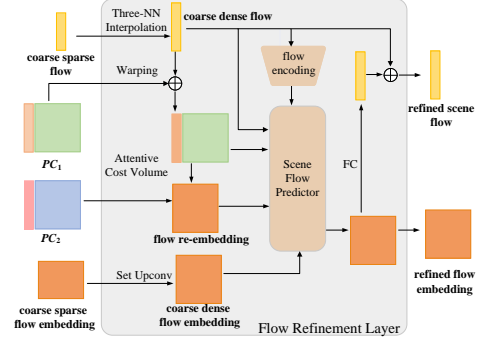 Three-NN
Interpolation
coarse dense flow
coarse sparse
flow
flow
encoding
Warping
refined scene
flow
PC1
Attentive
Cost Volume
Scene
Flow
Predictor
FC
PC2
flow re-embedding
Set Upconv
coarse sparse
flow embedding
coarse dense
flow embedding
refined flow
embedding
Flow Refinement Layer